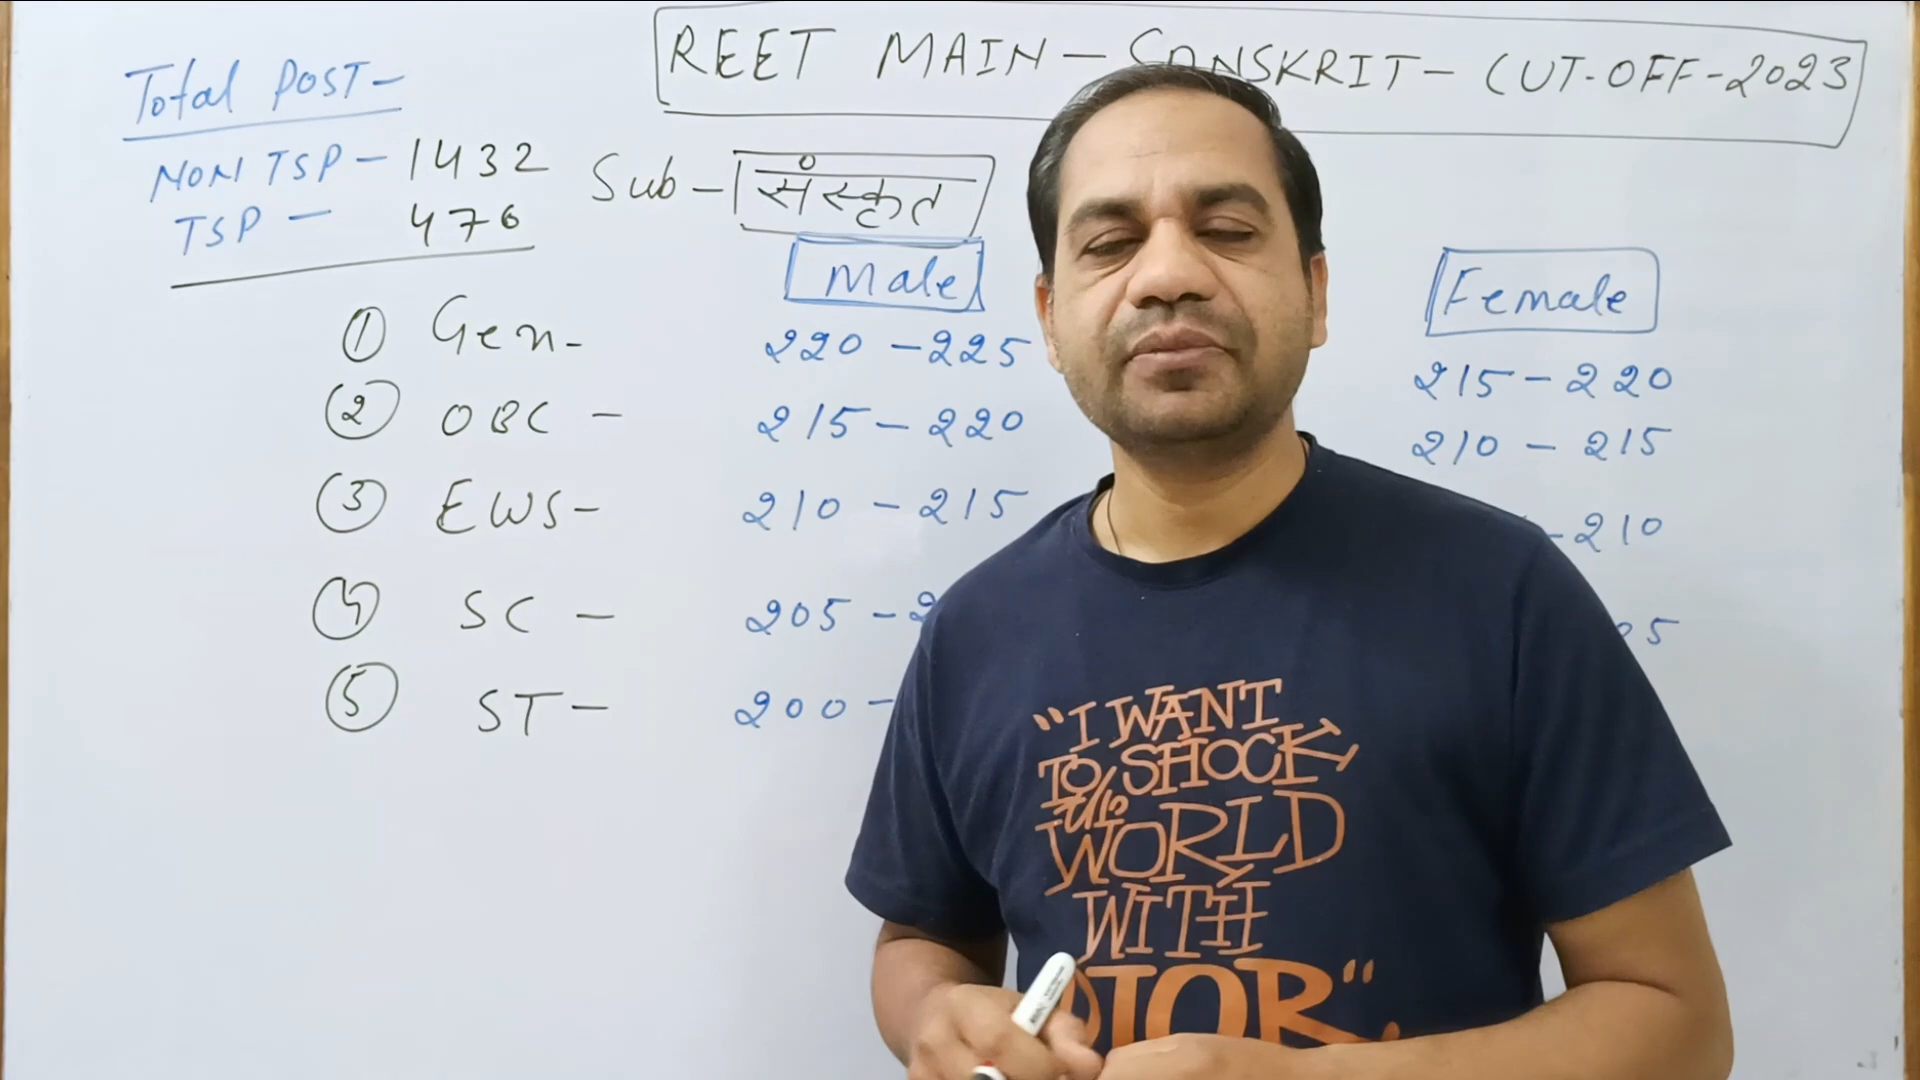 REET MAIN - SANSKRIT - CUT-OFF-2023
Total POST-
NON TSP - 1432
TSP - 476
Sub - संस्कृत
Male Female
① Gen- 220 - 225 215 - 220
② OBC - 215 - 220 210 - 215
③ EWS- 210 - 215 - 210
④ SC - 205 - 05
⑤ ST - 200 -
"I WANT
TO SHOCK
the
WORLD
WITH
"